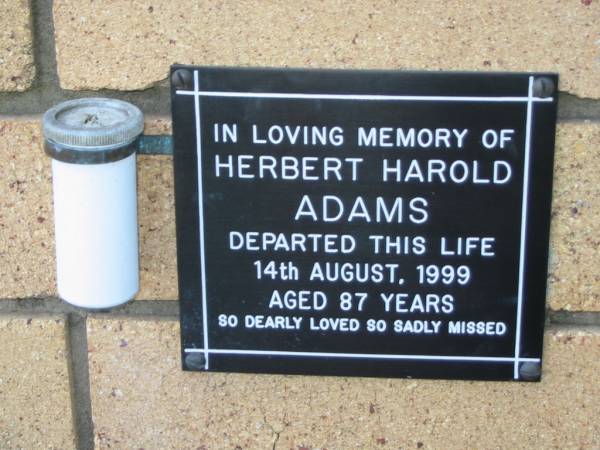 IN LOVING MEMORY OF
HERBERT HAROLD
ADAMS
DEPARTED THIS LIFE
14th AUGUST, 1999
AGED 87 YEARS
SO DEARLY LOVED SO SADLY MISSED